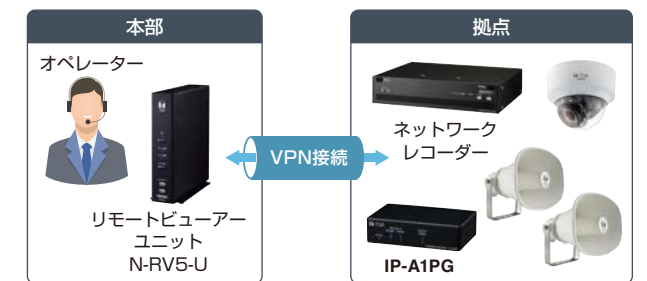 本部
オペレーター
リモートビューアー
ユニット
N-RV5-U
VPN接続
拠点
ネットワーク
レコーダー
IP-A1PG